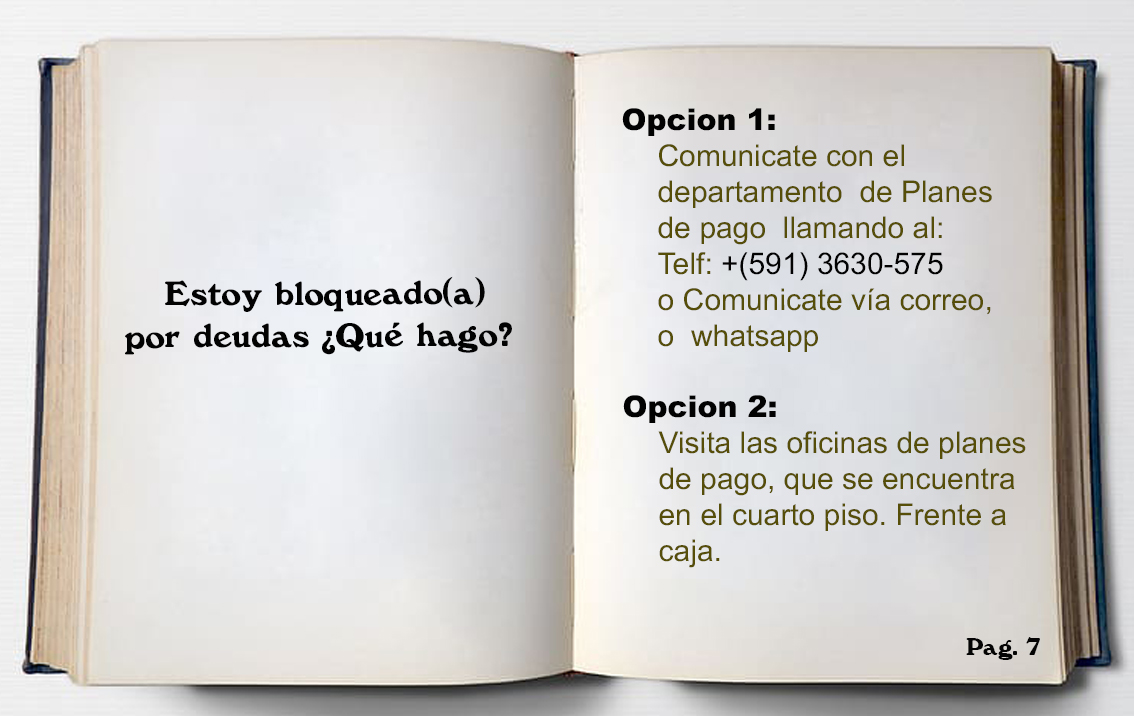 Estoy bloqueado(a)
por deudas ¿Qué hago?
Opcion 1:
Comunicate con el
departamento de Planes
de pago llamando al:
Telf: +(591) 3630-575
o Comunicate vía correo,
o whatsapp
Opcion 2:
Visita las oficinas de planes
de pago, que se encuentra
en el cuarto piso. Frente a
caja.
Pag. 7